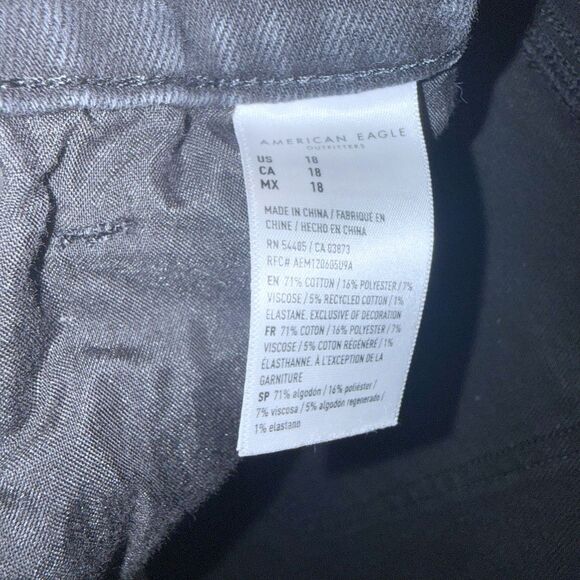 AMERICAN EAGLE
OUTFITTERS
US 18
CA 18
MX 18
MADE IN CHINA / FABRIQUÉ EN
CHINE / HECHO EN CHINA
RN 54485 / CA 03873
RFC# AEM120605U9A
EN 71% COTTON / 16% POLYESTER / 7%
VISCOSE / 5% RECYCLED COTTON / 1%
ELASTANE. EXCLUSIVE OF DECORATION
FR 71% COTON / 16% POLYESTER / 7%
VISCOSE / 5% COTON REGENERÉ / 1%
ELASTHANNE. À L'EXCEPTION DE LA
GARNITURE
SP 71% algodón / 16% poliéster /
7% viscosa / 5% algodón regenerado /
1% elastano